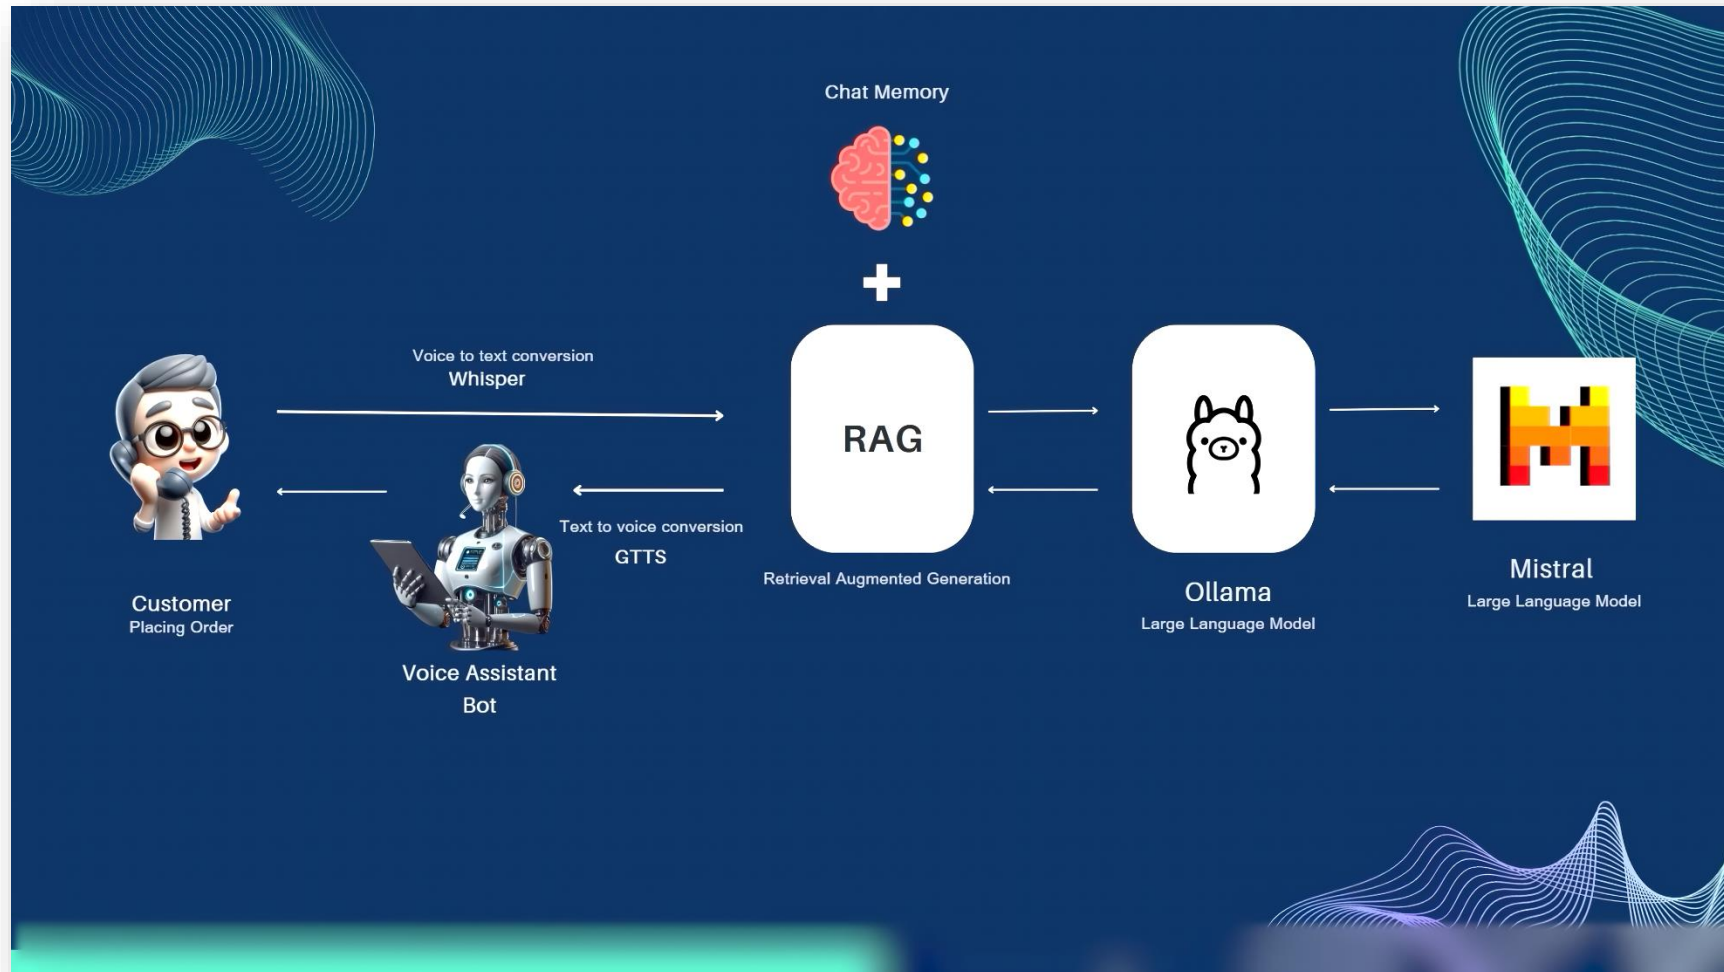 Chat Memory
Voice to text conversion
Whisper
RAG
Text to voice conversion
GTTS
Retrieval Augmented Generation
Customer
Placing Order
Voice Assistant
Bot
Ollama
Large Language Model
Mistral
Large Language Model